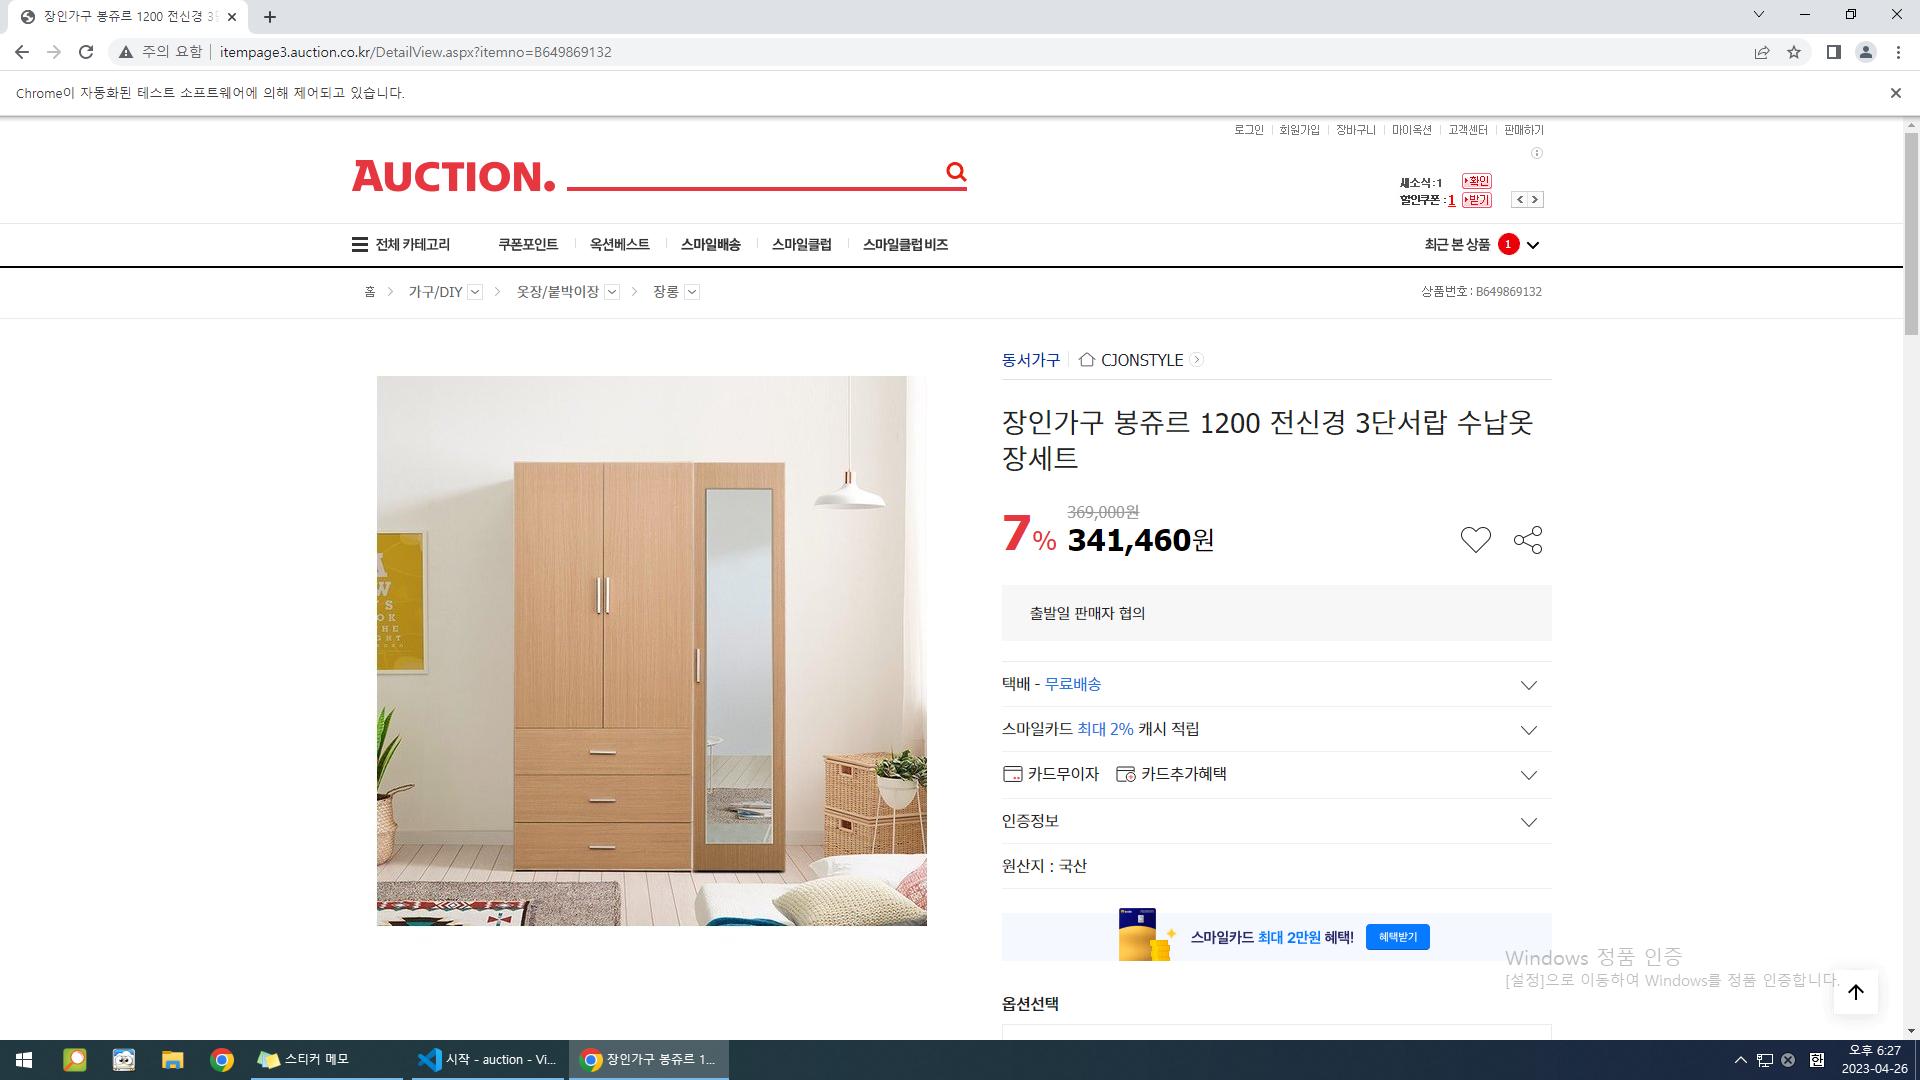 장인가구 봉쥬르 1200 전신경 3단
주의 요함 itempage3.auction.co.kr/DetailView.aspx?itemno=B649869132
Chrome이 자동화된 테스트 소프트웨어에 의해 제어되고 있습니다.
로그인 회원가입 장바구니 마이옥션 고객센터 판매하기
AUCTION.
새소식:1 확인
할인쿠폰:1 받기
전체 카테고리 쿠폰포인트 옥션베스트 스마일배송 스마일클럽 스마일클럽 비즈 최근 본 상품 1
홈 > 가구/DIY > 옷장/붙박이장 > 장롱 상품번호 : B649869132
동서가구 CJONSTYLE
장인가구 봉쥬르 1200 전신경 3단서랍 수납옷
장세트
369,000원
7% 341,460원
출발일 판매자 협의
택배 - 무료배송
스마일카드 최대 2% 캐시 적립
카드무이자 카드추가혜택
인증정보
원산지 : 국산
스마일카드 최대 2만원 혜택! 혜택받기
Windows 정품 인증
[설정]으로 이동하여 Windows를 정품 인증합니다.
옵션선택
스티커 메모 시작 - auction - Vi... 장인가구 봉쥬르 1... 한 오후 6:27
2023-04-26